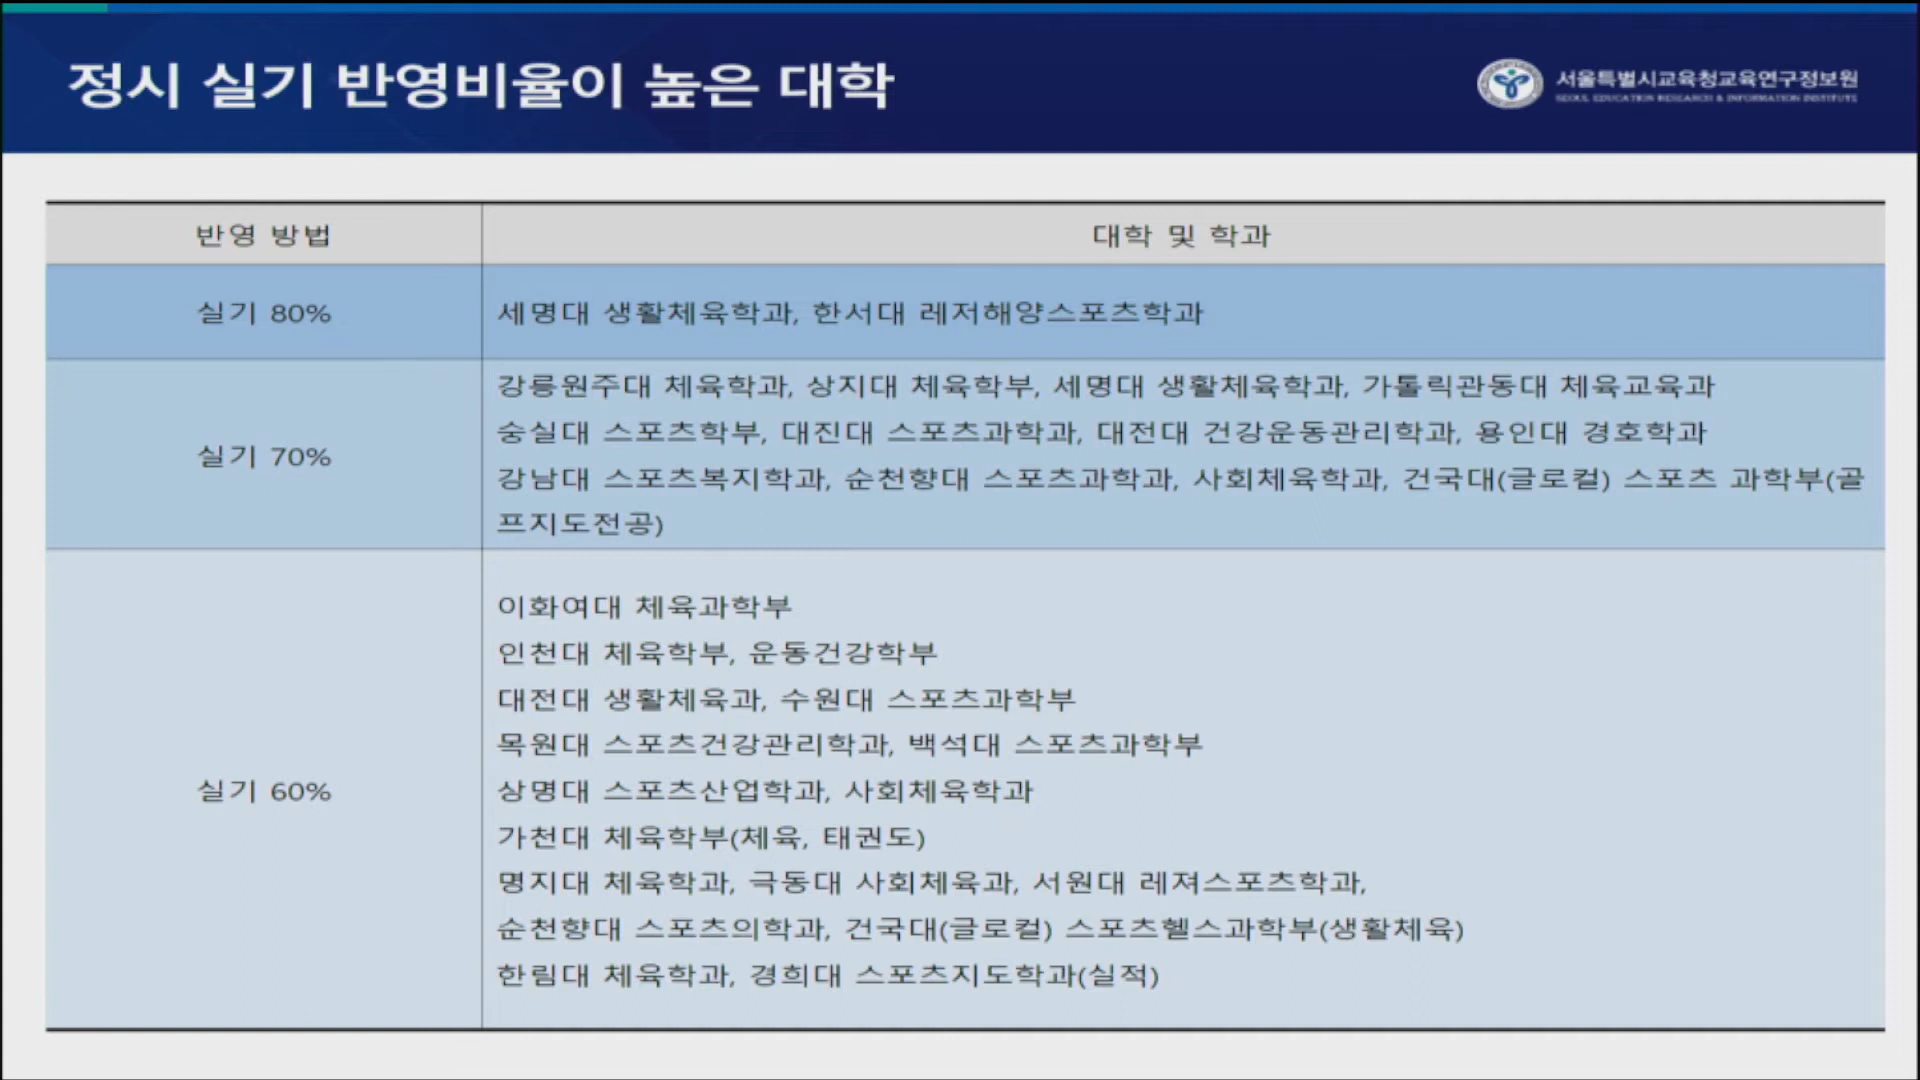 정시 실기 반영비율이 높은 대학
서울특별시교육청교육연구정보원
SEOUL EDUCATION RESEARCH & INFORMATION INSTITUTE
반영 방법
대학 및 학과
실기 80%
세명대 생활체육학과, 한서대 레저해양스포츠학과
실기 70%
강릉원주대 체육학과, 상지대 체육학부, 세명대 생활체육학과, 가톨릭관동대 체육교육과
숭실대 스포츠학부, 대진대 스포츠과학과, 대전대 건강운동관리학과, 용인대 경호학과
강남대 스포츠복지학과, 순천향대 스포츠과학과, 사회체육학과, 건국대(글로컬) 스포츠 과학부(골
프지도전공)
실기 60%
이화여대 체육과학부
인천대 체육학부, 운동건강학부
대전대 생활체육과, 수원대 스포츠과학부
목원대 스포츠건강관리학과, 백석대 스포츠과학부
상명대 스포츠산업학과, 사회체육학과
가천대 체육학부(체육, 태권도)
명지대 체육학과, 극동대 사회체육과, 서원대 레져스포츠학과,
순천향대 스포츠의학과, 건국대(글로컬) 스포츠헬스과학부(생활체육)
한림대 체육학과, 경희대 스포츠지도학과(실적)